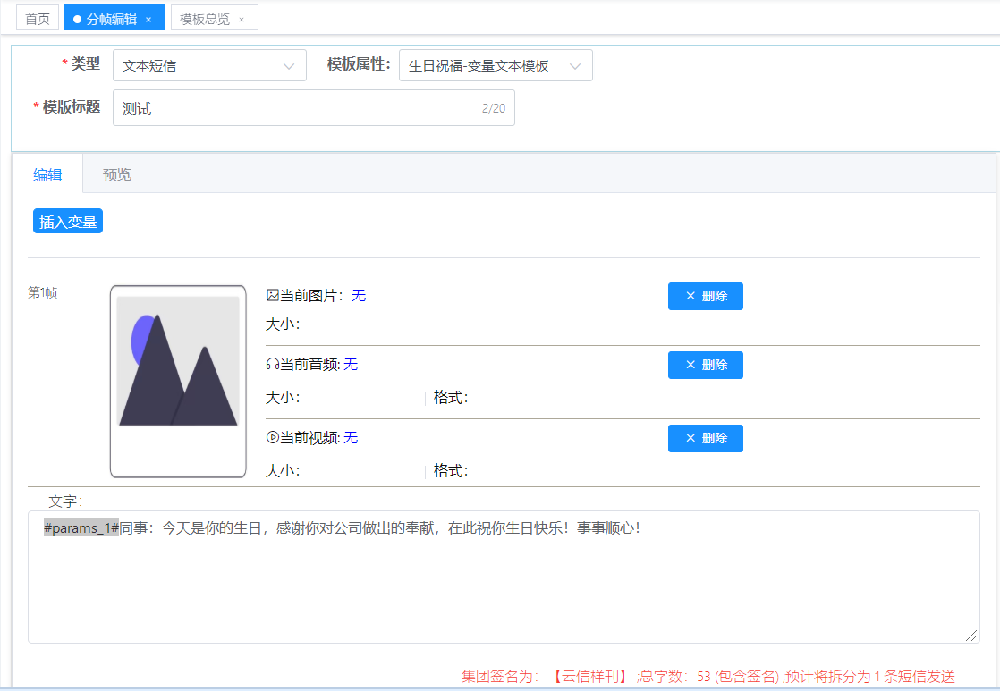 首页 分帧编辑 × 模板总览 ×
* 类型 文本短信 模板属性： 生日祝福-变量文本模板
* 模版标题 测试 2/20
编辑 预览
插入变量
第1帧 当前图片：无 × 删除
大小：
当前音频: 无 × 删除
大小： 格式：
当前视频: 无 × 删除
大小： 格式：
文字：
#params_1#同事：今天是你的生日，感谢你对公司做出的奉献，在此祝你生日快乐！事事顺心！
集团签名为：【云信样刊】 ;总字数：53 (包含签名) ;预计将拆分为 1 条短信发送